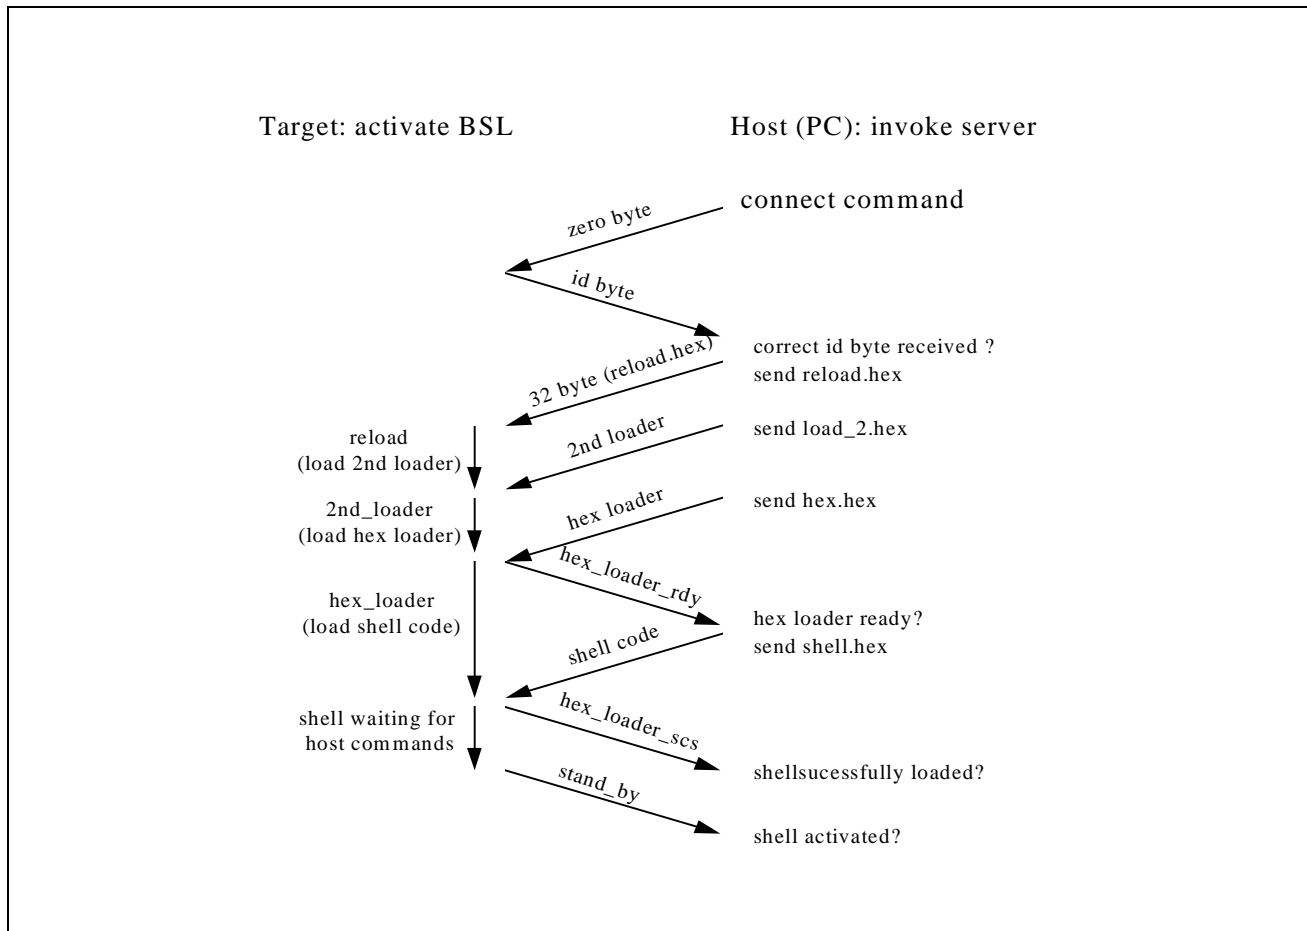 Target: activate BSL
Host (PC): invoke server
connect command
zero byte
id byte
correct id byte received ?
32 byte (reload.hex)
send reload.hex
reload
(load 2nd loader)
2nd loader
send load_2.hex
2nd_loader
(load hex loader)
hex loader
send hex.hex
hex_loader_rdy
hex_loader
(load shell code)
hex loader ready?
shell code
send shell.hex
shell waiting for
host commands
hex_loader_scs
shellsucessfully loaded?
stand_by
shell activated?